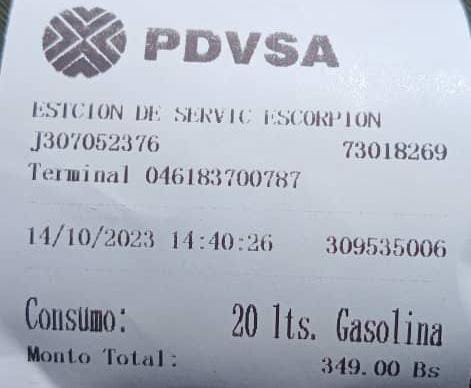 PDVSA
ESTCION DE SERVIC ESCORPION
J307052376 73018269
Terminal 046183700787
14/10/2023 14:40:26 309535006
Consumo: 20 lts. Gasolina
Monto Total: 349.00 Bs